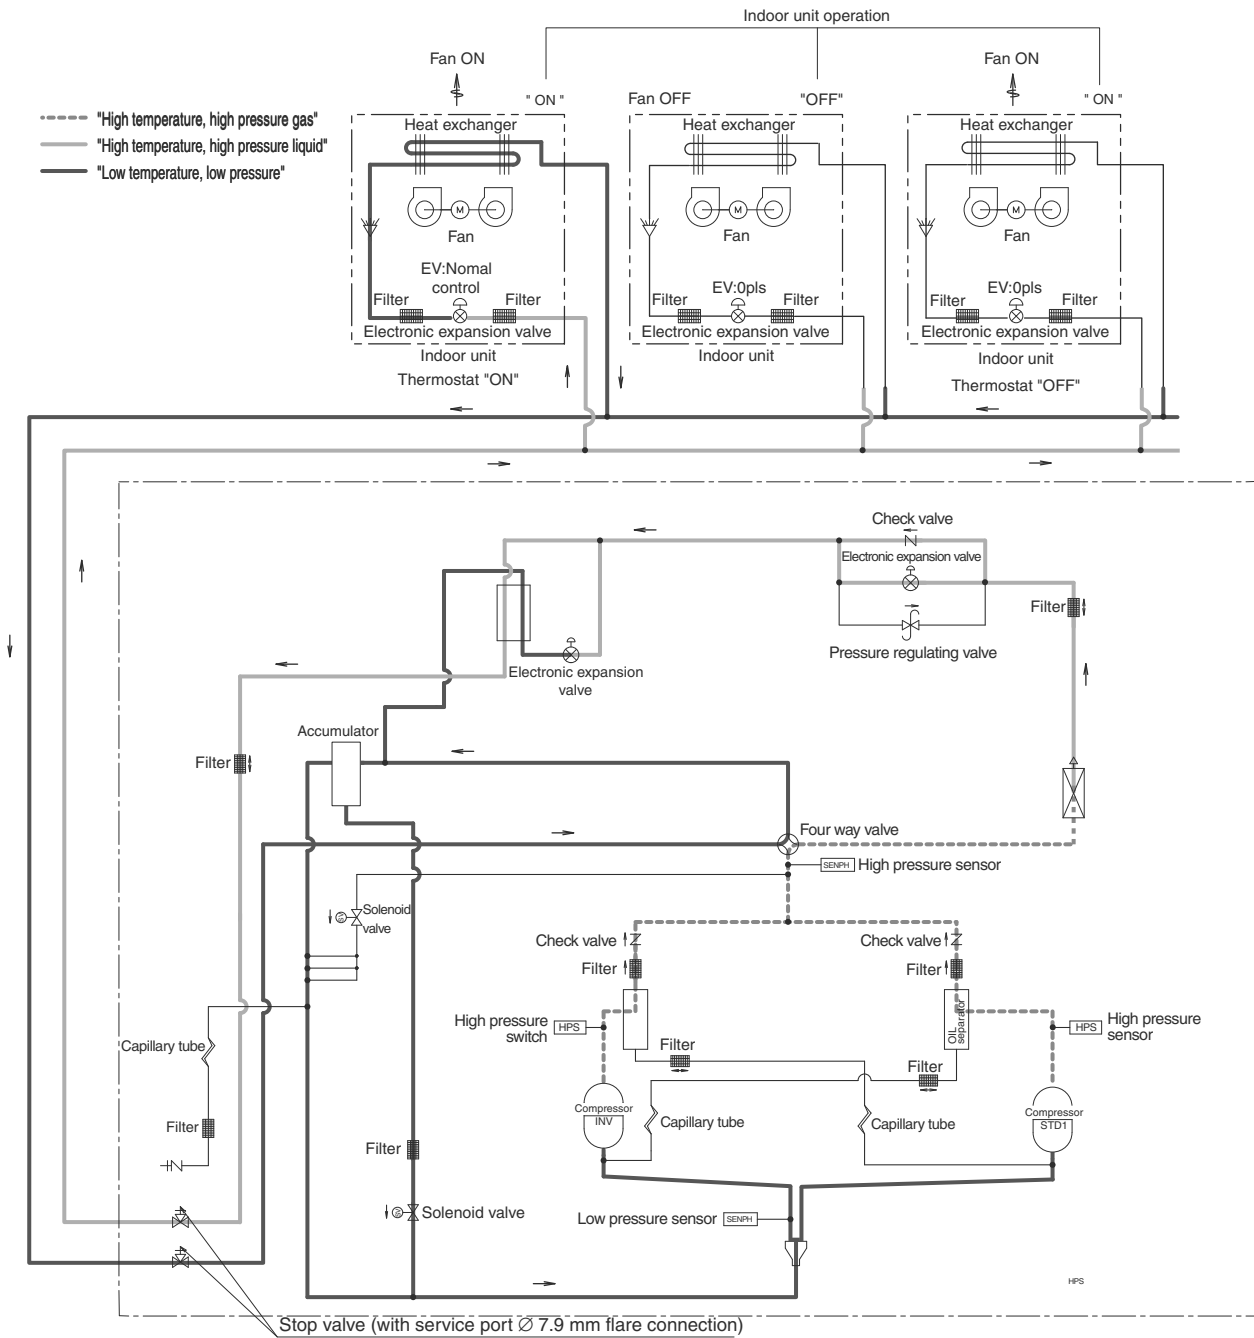 Indoor unit operation
Fan ON
" ON "
Fan OFF
"OFF"
Fan ON
" ON "
"High temperature, high pressure gas"
"High temperature, high pressure liquid"
"Low temperature, low pressure"
Heat exchanger
Heat exchanger
Heat exchanger
M
M
M
Fan
Fan
Fan
EV:Nomal
control
EV:0pls
EV:0pls
Filter
Filter
Filter
Filter
Filter
Filter
Electronic expansion valve
Electronic expansion valve
Electronic expansion valve
Indoor unit
Indoor unit
Indoor unit
Thermostat "ON"
Thermostat "OFF"
Check valve
Electronic expansion valve
Filter
Pressure regulating valve
Electronic expansion
valve
Accumulator
Filter
Four way valve
SENPH
High pressure sensor
Solenoid
valve
Check valve
Check valve
Filter
Filter
High pressure
switch
HPS
OIL
separator
HPS
High pressure
sensor
Capillary tube
Filter
Filter
Compressor
INV
Capillary tube
Capillary tube
Compressor
STD1
Filter
Filter
Solenoid valve
Low pressure sensor
SENPH
HPS
Stop valve (with service port ∅ 7.9 mm flare connection)